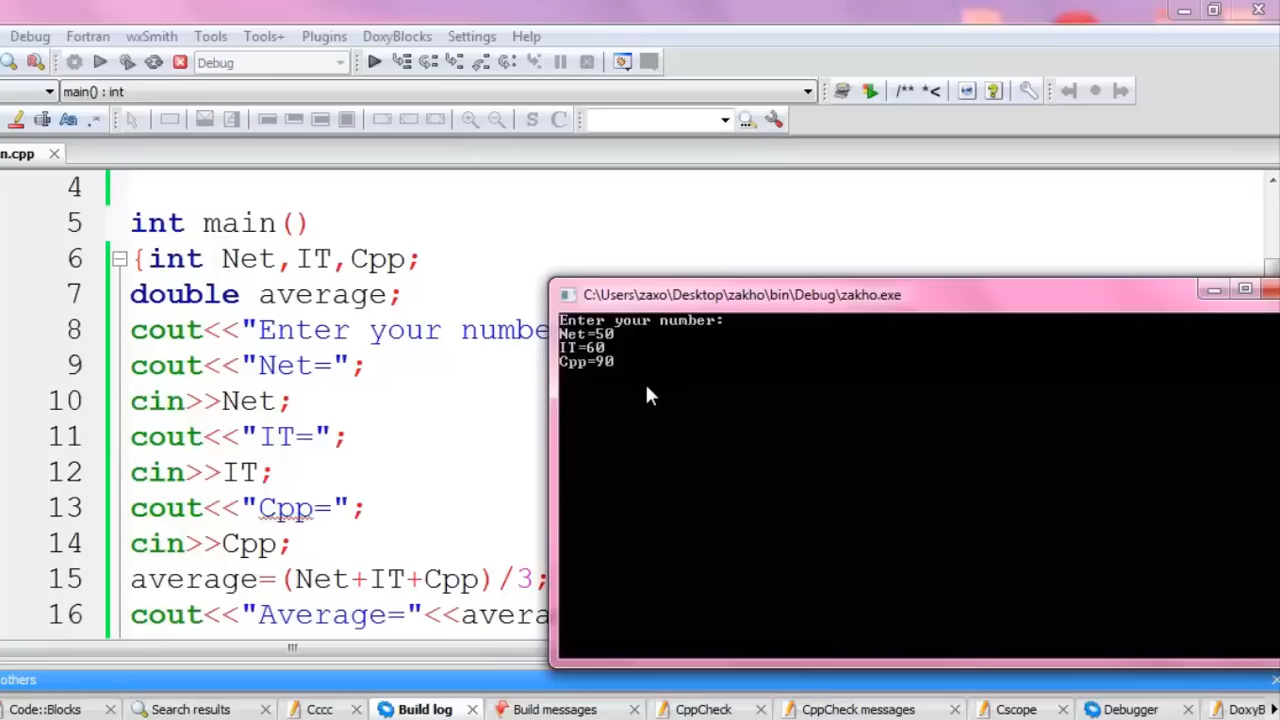 Debug Fortran wxSmith Tools Tools+ Plugins DoxyBlocks Settings Help
Debug
main() : int
/** *<
S C
n.cpp
4
5 int main()
6 {int Net,IT,Cpp;
7 double average;
8 cout<<"Enter your numbe
9 cout<<"Net=";
10 cin>>Net;
11 cout<<"IT=";
12 cin>>IT;
13 cout<<"Cpp=";
14 cin>>Cpp;
15 average=(Net+IT+Cpp)/3;
16 cout<<"Average="<<avera
C:\Users\zaxo\Desktop\zakho\bin\Debug\zakho.exe
Enter your number:
Net=50
IT=60
Cpp=90
others
Code::Blocks Search results Cccc Build log Build messages CppCheck CppCheck messages Cscope Debugger DoxyB